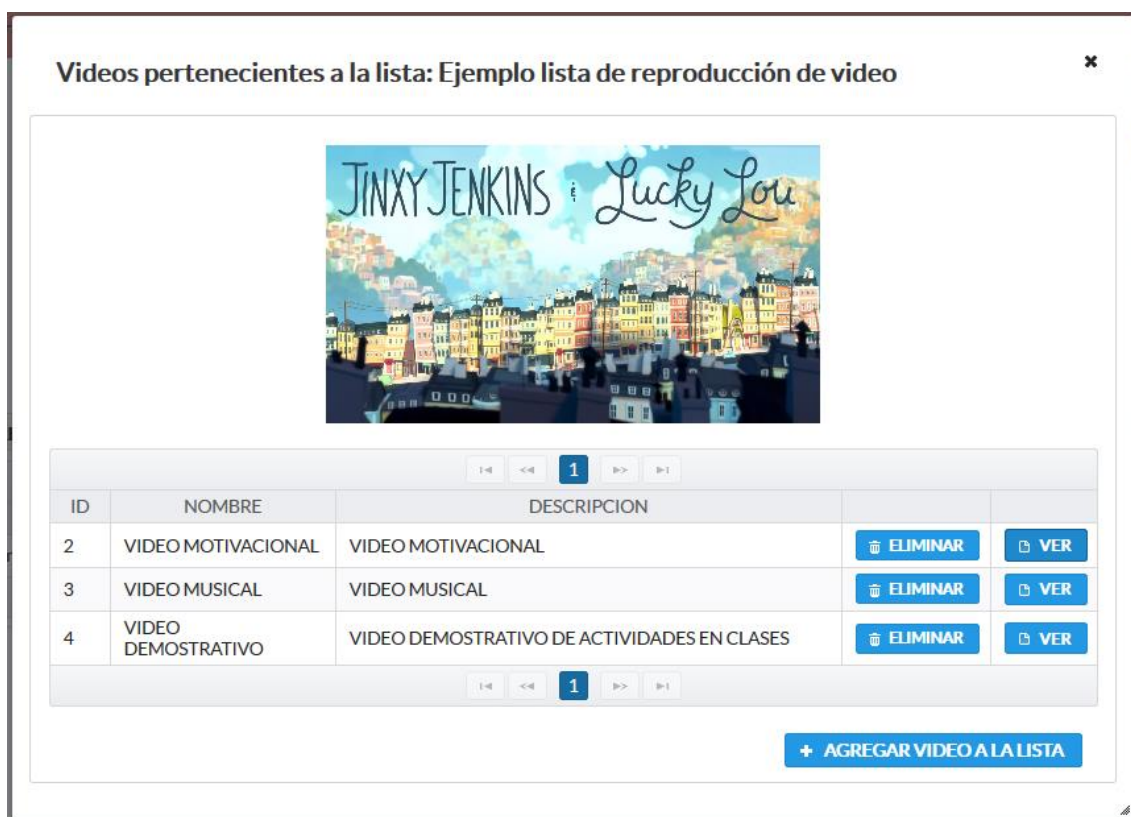 Videos pertenecientes a la lista: Ejemplo lista de reproducción de video
JINXY JENKINS & Lucky Lou
1
ID NOMBRE DESCRIPCION
2 VIDEO MOTIVACIONAL VIDEO MOTIVACIONAL ELIMINAR VER
3 VIDEO MUSICAL VIDEO MUSICAL ELIMINAR VER
4 VIDEO DEMOSTRATIVO VIDEO DEMOSTRATIVO DE ACTIVIDADES EN CLASES ELIMINAR VER
1
+ AGREGAR VIDEO A LA LISTA